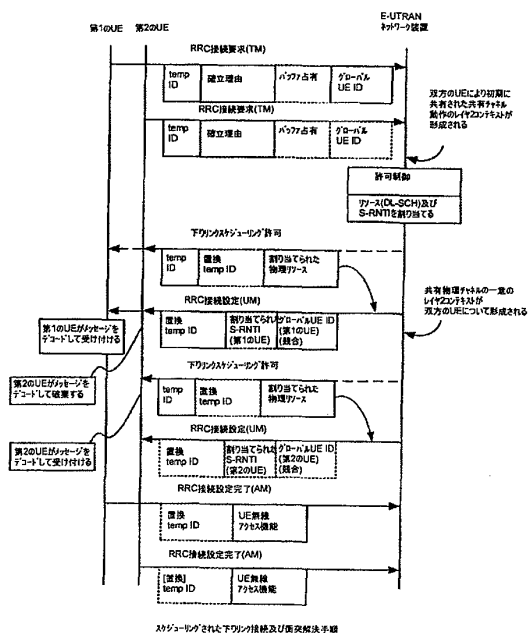 第1のUE 第2のUE
E-UTRAN
ネットワーク装置
RRC接続要求(TM)
temp
ID
確立理由
バッファ占有
グローバル
UE ID
RRC接続要求(TM)
temp
ID
確立理由
バッファ占有
グローバル
UE ID
双方のUEにより初期に
共有された共有チャネル
動作のレイヤ2コンテキストが
形成される
許可制御
リソース(DL-SCH)及び
S-RNTIを割り当てる
下りリンクスケジューリング許可
temp
ID
置換
temp ID
割り当てられた
物理リソース
RRC接続設定(UM)
置換
temp ID
割り当てられた
S-RNTI
(第1のUE)
グローバルUE ID
(第1のUE)
(競合)
共有物理チャネルの一意の
レイヤ2コンテキストが
双方のUEについて形成される
第1のUEがメッセージを
デコードして受け付ける
下りリンクスケジューリング許可
第2のUEがメッセージを
デコードして破棄する
temp
ID
置換
temp ID
割り当てられた
物理リソース
RRC接続設定(UM)
第2のUEがメッセージを
デコードして受け付ける
置換
temp ID
割り当てられた
S-RNTI
(第2のUE)
グローバルUE ID
(第2のUE)
(競合)
RRC接続設定完了(AM)
置換
temp ID
UE無線
アクセス機能
RRC接続設定完了(AM)
[置換]
temp ID
UE無線
アクセス機能
スケジューリングされた下りリンク接続及び衝突解決手順